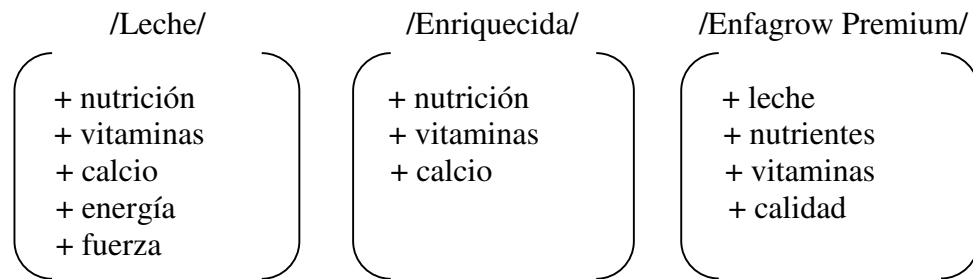 /Leche/
+ nutrición
+ vitaminas
+ calcio
+ energía
+ fuerza
/Enriquecida/
+ nutrición
+ vitaminas
+ calcio
/Enfagrow Premium/
+ leche
+ nutrientes
+ vitaminas
+ calidad